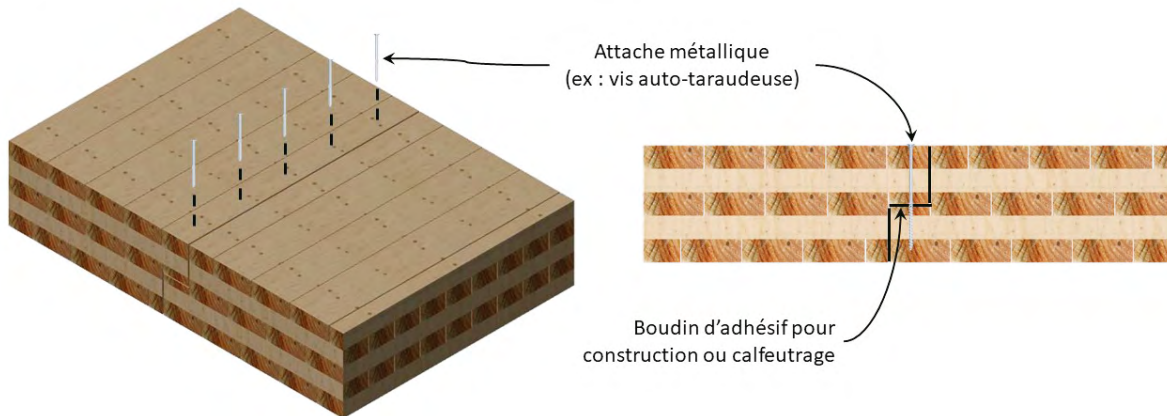 Attache métallique
(ex : vis auto-taraudeuse)
Boudin d’adhésif pour
construction ou calfeutrage